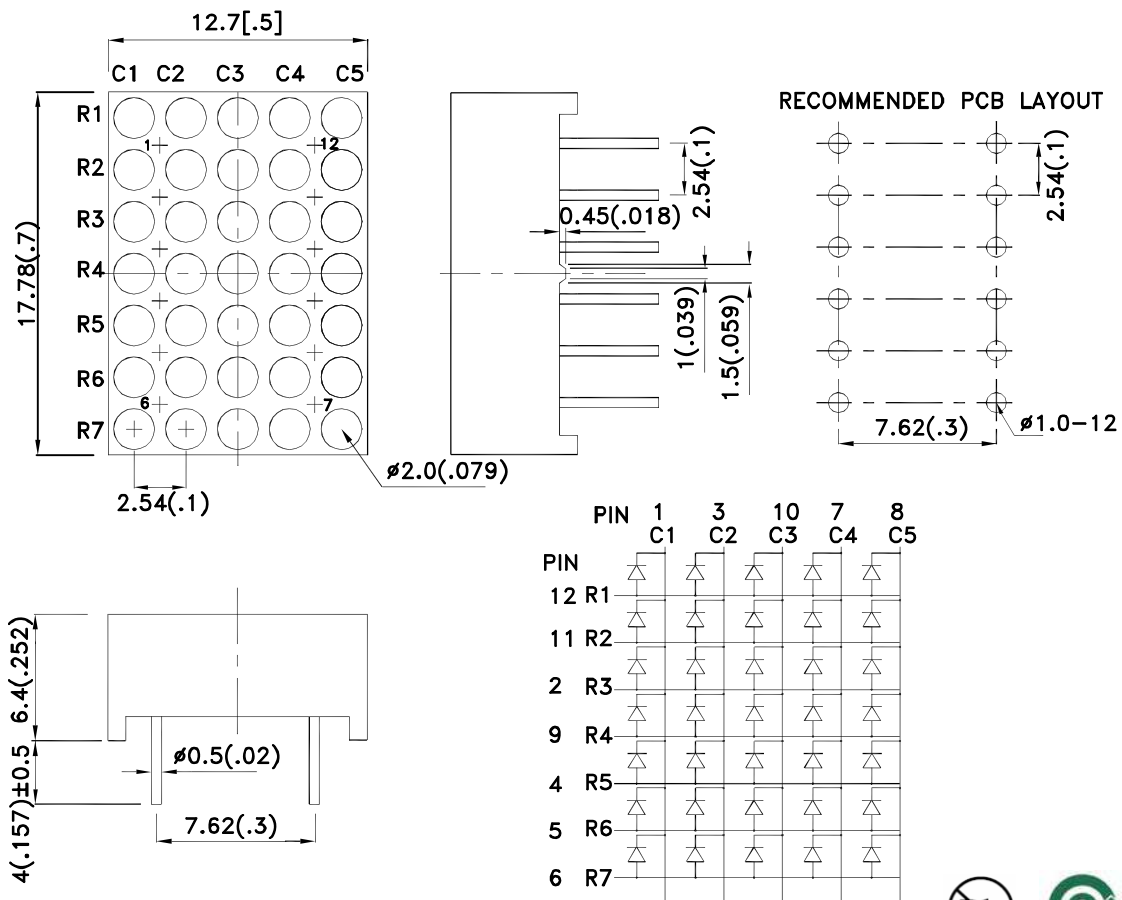 12.7[.5]
C1 C2 C3 C4 C5
R1
R2
R3
R4
R5
R6
R7
1
12
6
7
17.78(.7)
2.54(.1)
ø2.0(.079)
2.54(.1)
0.45(.018)
1(.039)
1.5(.059)
RECOMMENDED PCB LAYOUT
2.54(.1)
7.62(.3)
ø1.0-12
6.4(.252)
4(.157)±0.5
ø0.5(.02)
7.62(.3)
PIN 1 3 10 7 8
C1 C2 C3 C4 C5
PIN
12 R1
11 R2
2 R3
9 R4
4 R5
5 R6
6 R7